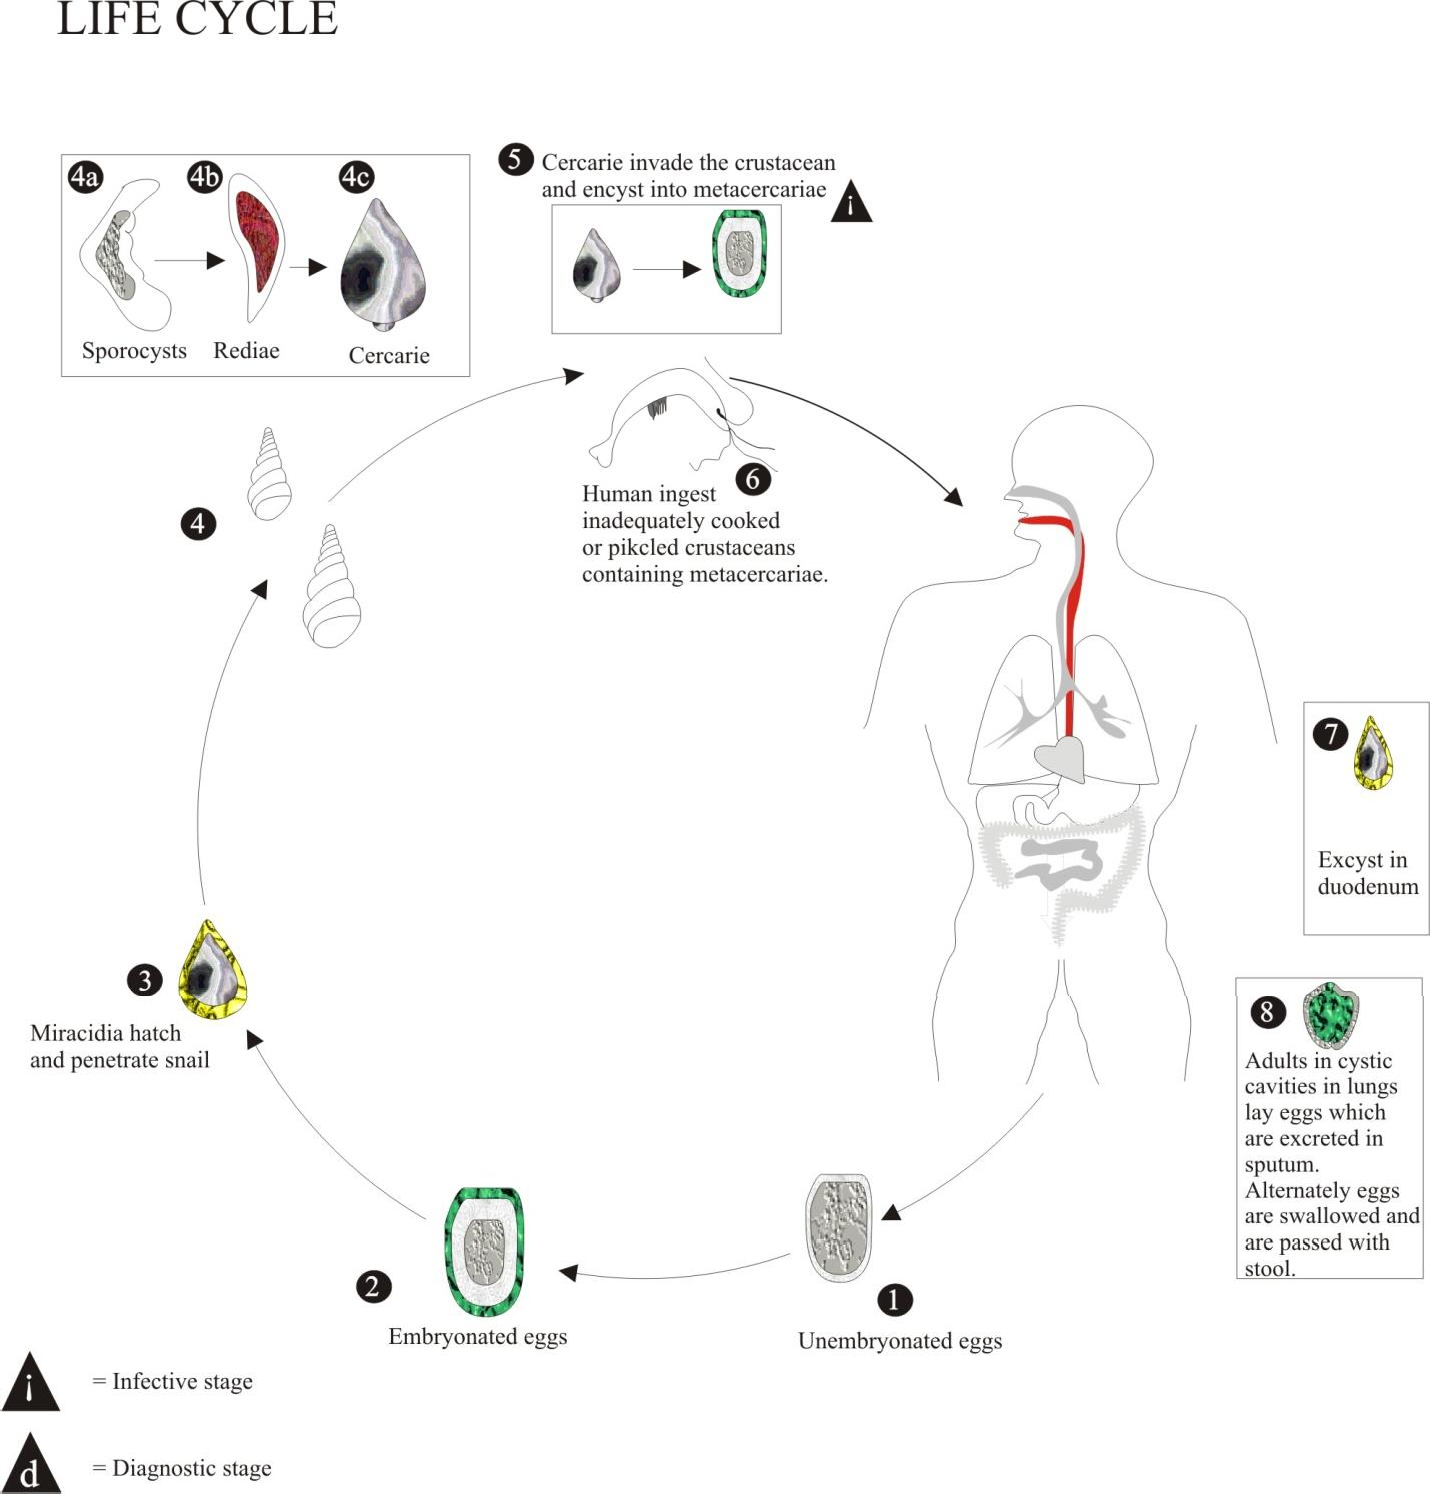 LIFE CYCLE
4a
4b
4c
Sporocysts
Rediae
Cercarie
5
Cercarie invade the crustacean
and encyst into metacercariae
i
6
Human ingest
inadequately cooked
or pikcled crustaceans
containing metacercariae.
4
7
Excyst in
duodenum
3
Miracidia hatch
and penetrate snail
8
Adults in cystic
cavities in lungs
lay eggs which
are excreted in
sputum.
Alternately eggs
are swallowed and
are passed with
stool.
2
Embryonated eggs
1
Unembryonated eggs
i = Infective stage
d = Diagnostic stage